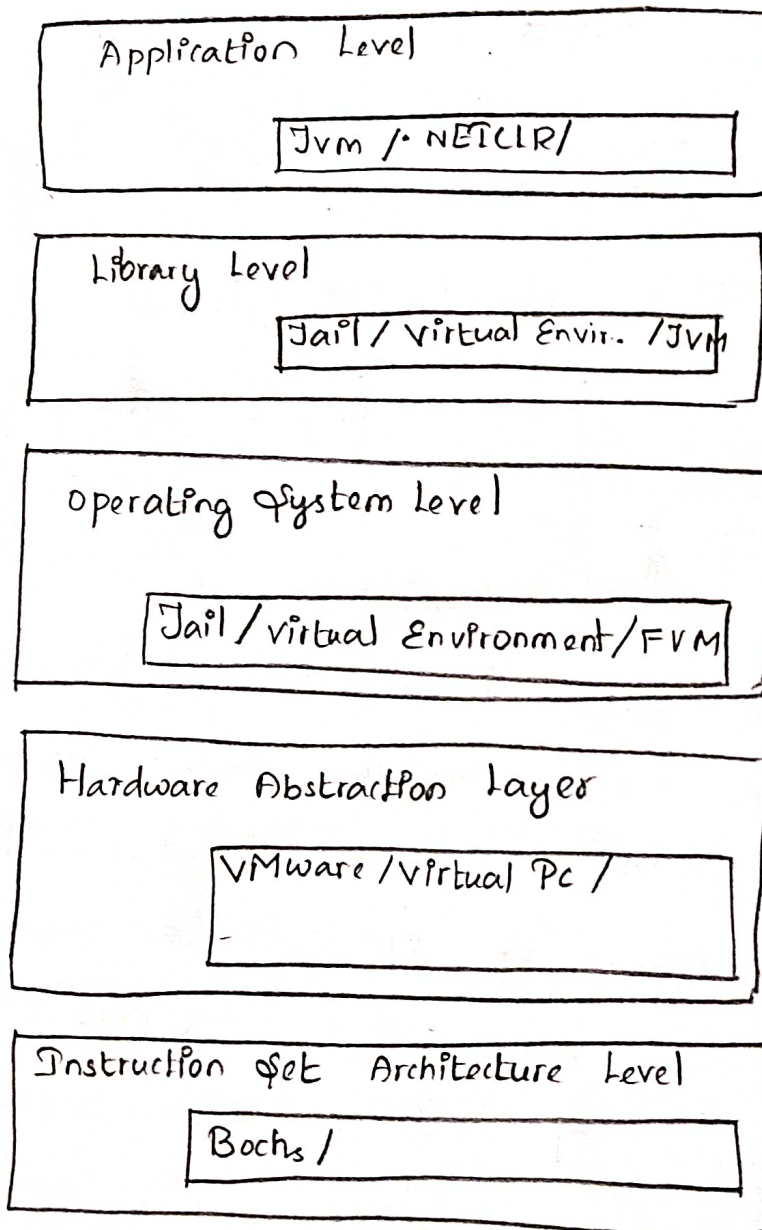 Application Level
Jvm /. NETCLR/
Library Level
Jail / Virtual Envir.. / JVM
Operating System Level
Jail / virtual Environment / FVM
Hardware Abstraction Layer
VMware / Virtual Pc /
Instruction Set Architecture Level
Bochs /